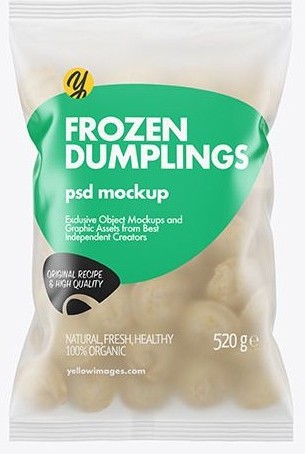 Y
FROZEN
DUMPLINGS
psd mockup
Exclusive Object Mockups and
Graphic Assets from Best
Independent Creators
ORIGINAL RECIPE
& HIGH QUALITY
NATURAL, FRESH, HEALTHY
100% ORGANIC
520 g e
yellowimages.com